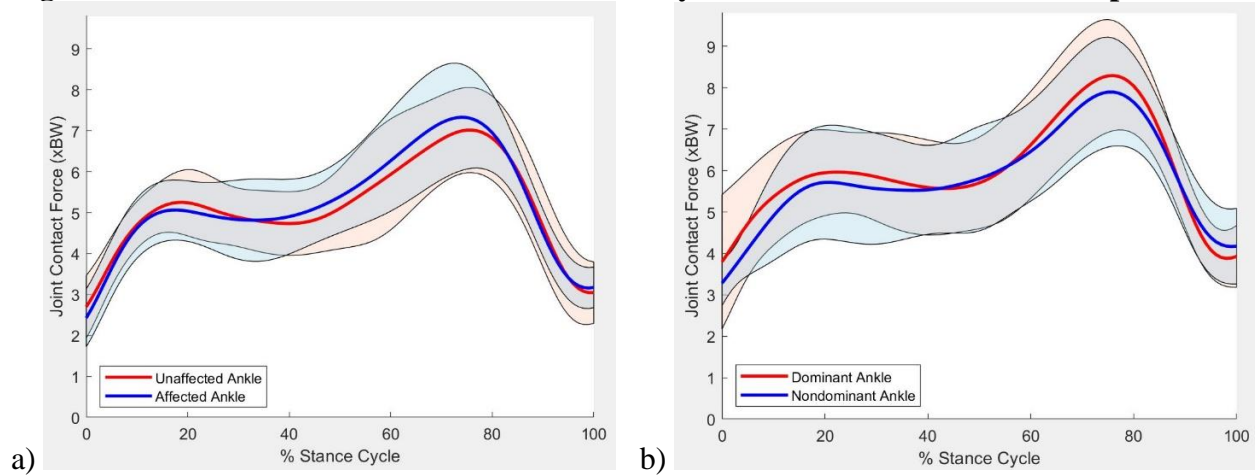 9
8
7
6
5
4
3
2
1
0
Joint Contact Force (xBW)
Unaffected Ankle
Affected Ankle
0 20 40 60 80 100
% Stance Cycle
a)
9
8
7
6
5
4
3
2
1
0
Joint Contact Force (xBW)
Dominant Ankle
Nondominant Ankle
0 20 40 60 80 100
% Stance Cycle
b)